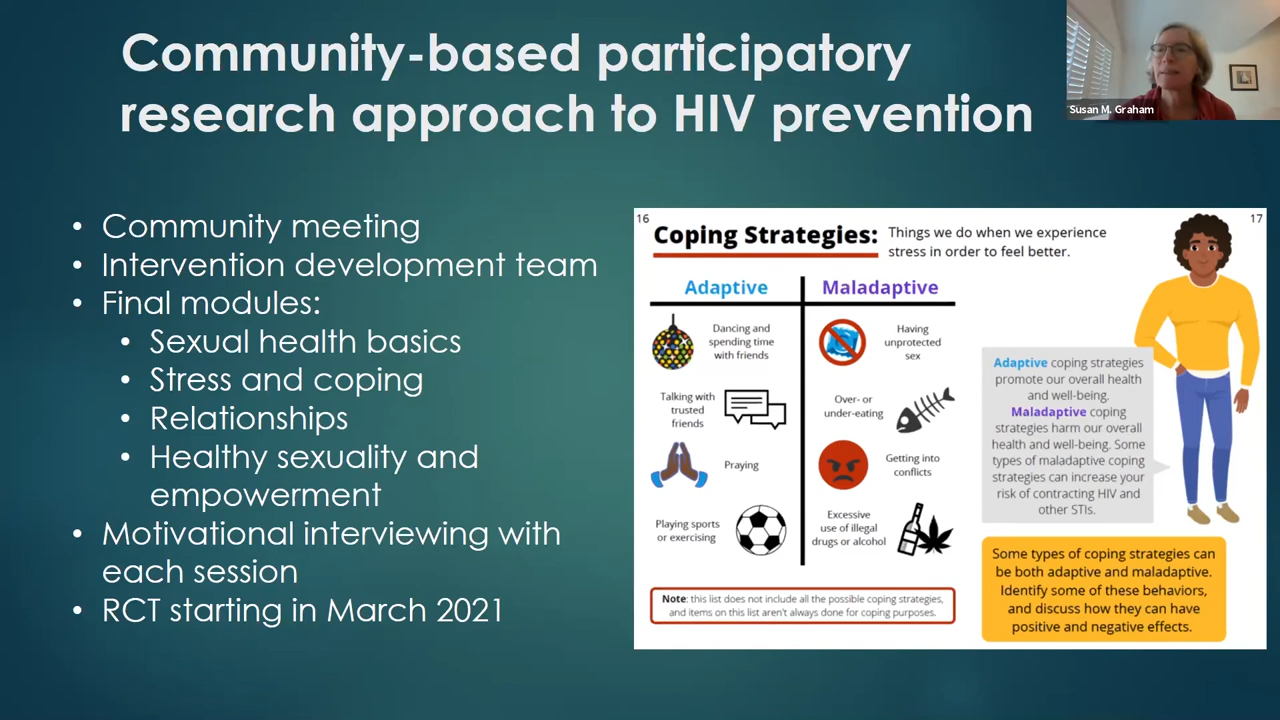 Community-based participatory
research approach to HIV prevention
Susan M. Graham
• Community meeting
• Intervention development team
• Final modules:
• Sexual health basics
• Stress and coping
• Relationships
• Healthy sexuality and
empowerment
• Motivational interviewing with
each session
• RCT starting in March 2021
16
17
Coping Strategies:
Things we do when we experience
stress in order to feel better.
Adaptive
Maladaptive
Dancing and
spending time
with friends
Having
unprotected
sex
Talking with
trusted
friends
Over- or
under-eating
Praying
Getting into
conflicts
Playing sports
or exercising
Excessive
use of illegal
drugs or alcohol
Note: this list does not include all the possible coping strategies,
and items on this list aren't always done for coping purposes.
Adaptive coping strategies
promote our overall health
and well-being.
Maladaptive coping
strategies harm our overall
health and well-being. Some
types of maladaptive coping
strategies can increase your
risk of contracting HIV and
other STIs.
Some types of coping strategies can
be both adaptive and maladaptive.
Identify some of these behaviors,
and discuss how they can have
positive and negative effects.